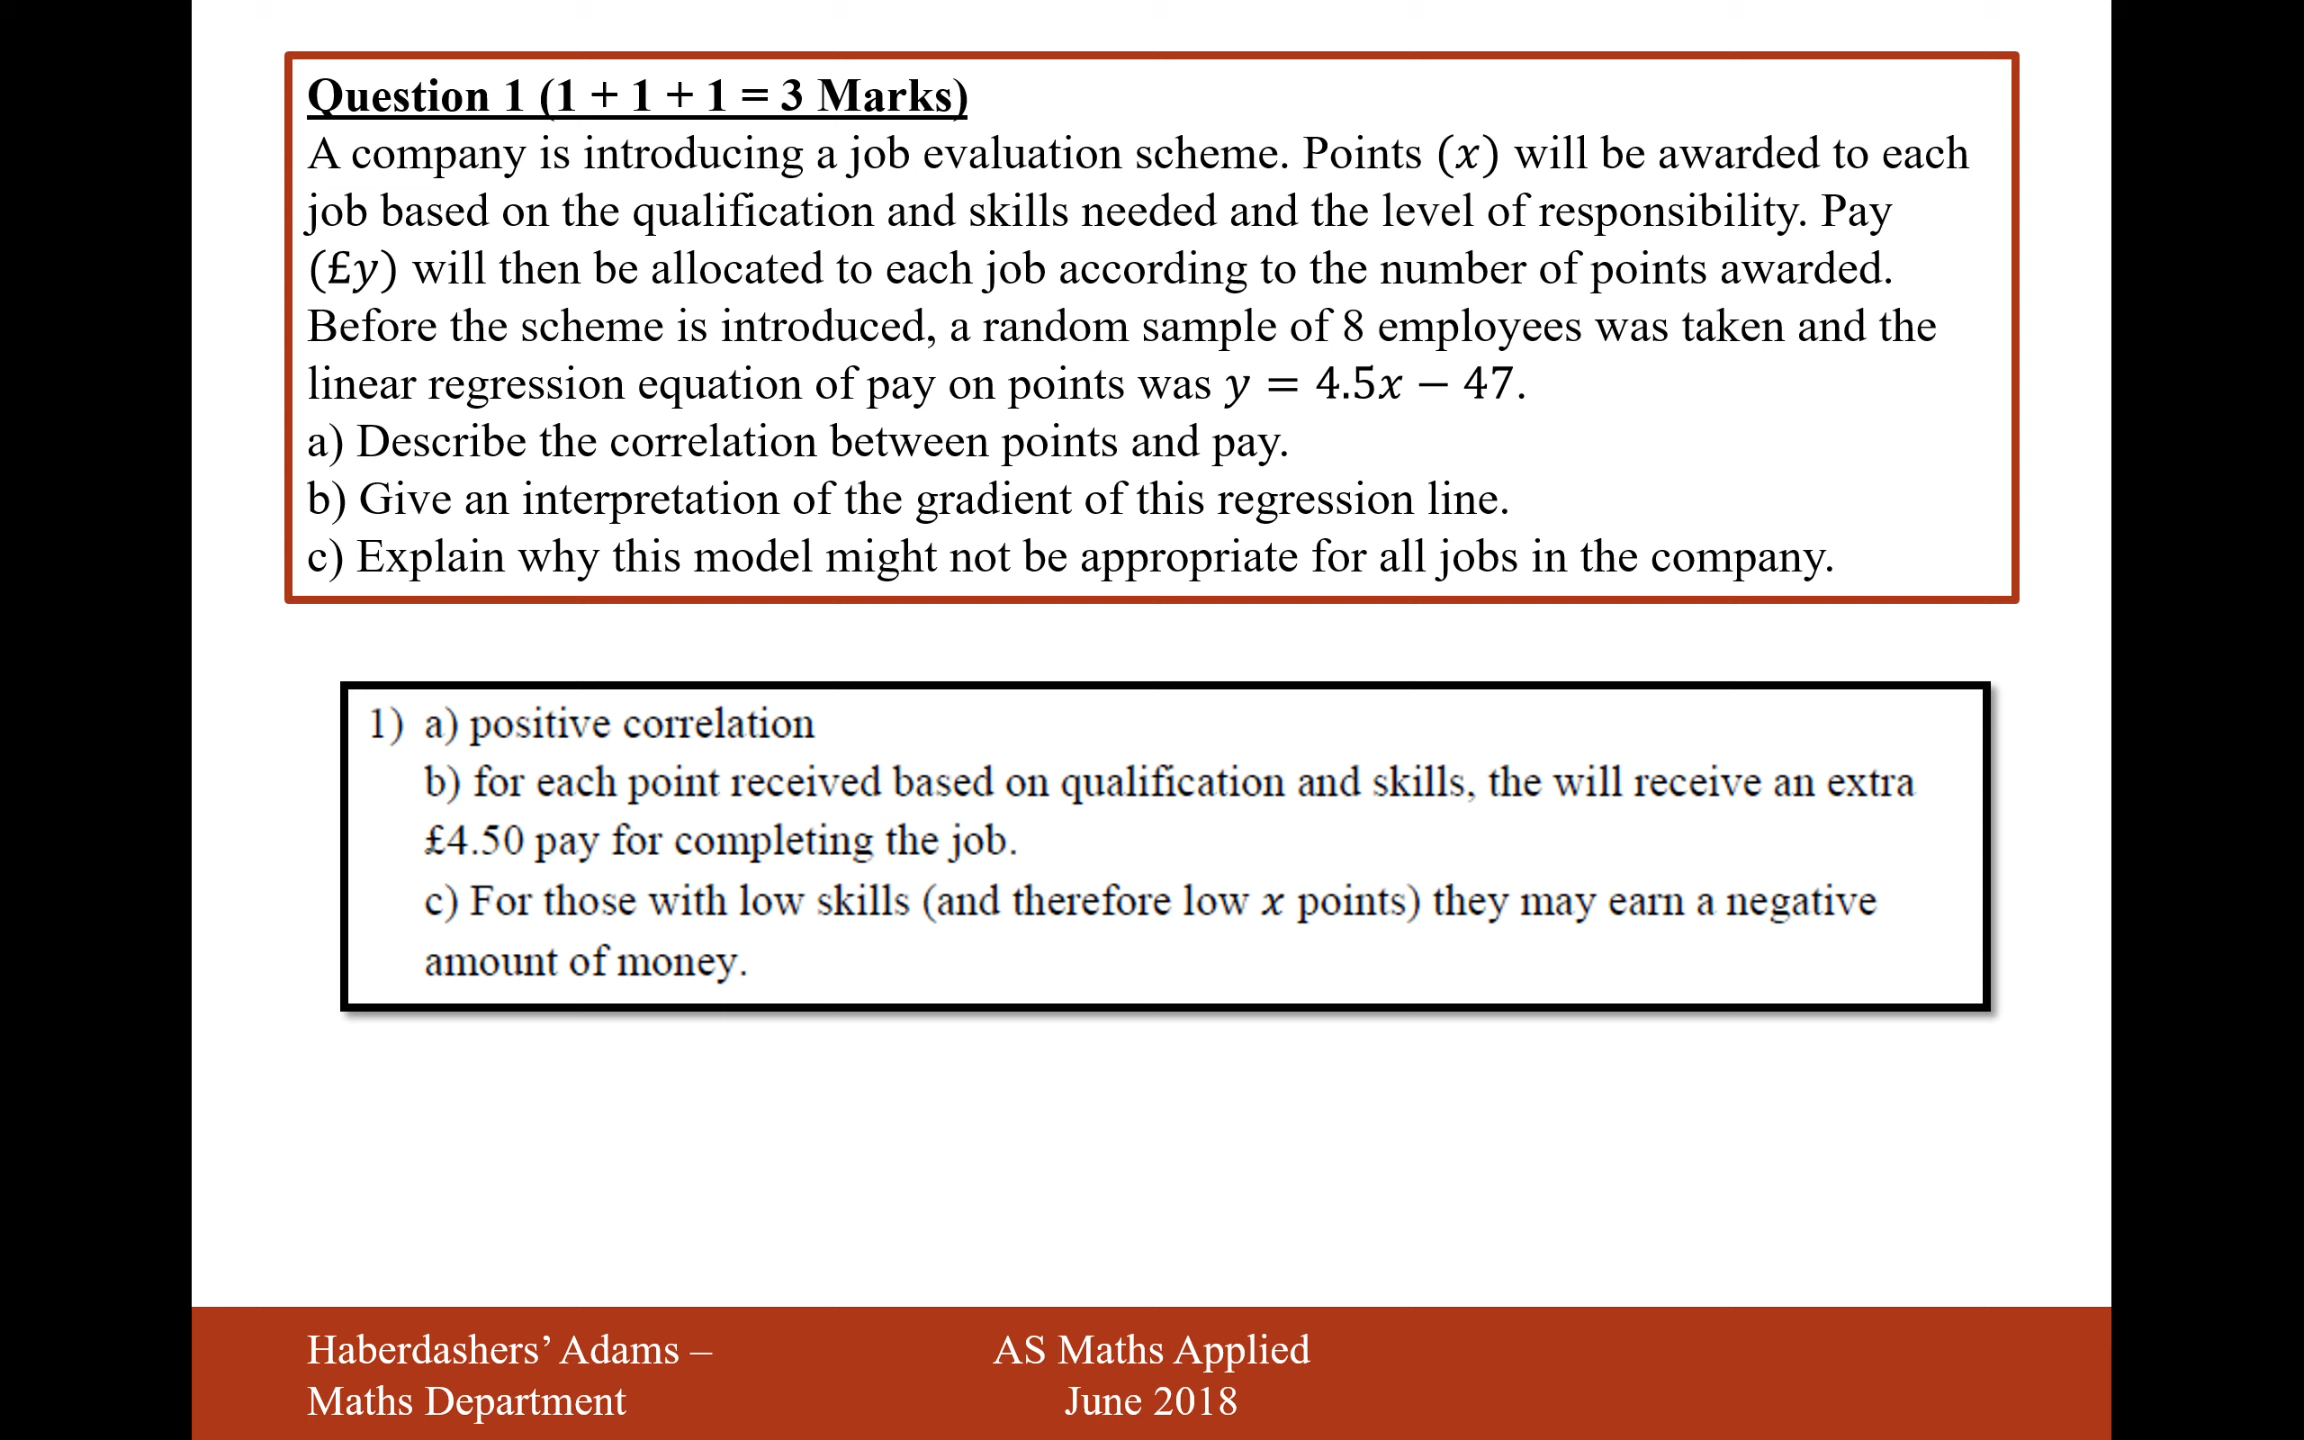 Question 1 (1 + 1 + 1 = 3 Marks)
A company is introducing a job evaluation scheme. Points (x) will be awarded to each
job based on the qualification and skills needed and the level of responsibility. Pay
(£y) will then be allocated to each job according to the number of points awarded.
Before the scheme is introduced, a random sample of 8 employees was taken and the
linear regression equation of pay on points was y = 4.5x − 47.
a) Describe the correlation between points and pay.
b) Give an interpretation of the gradient of this regression line.
c) Explain why this model might not be appropriate for all jobs in the company.
1) a) positive correlation
b) for each point received based on qualification and skills, the will receive an extra
£4.50 pay for completing the job.
c) For those with low skills (and therefore low x points) they may earn a negative
amount of money.
Haberdashers’ Adams –
Maths Department
AS Maths Applied
June 2018